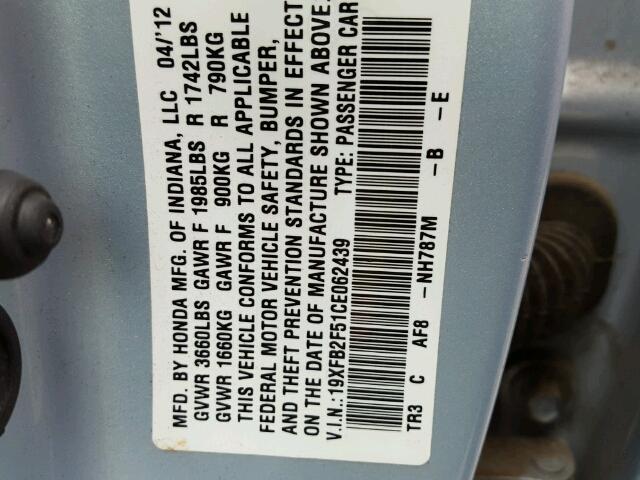 MFD. BY HONDA MFG. OF INDIANA, LLC 04/'12
GVWR 3660LBS GAWR F 1985LBS R 1742LBS
GVWR 1660KG GAWR F 900KG R 790KG
THIS VEHICLE CONFORMS TO ALL APPLICABLE
FEDERAL MOTOR VEHICLE SAFETY, BUMPER,
AND THEFT PREVENTION STANDARDS IN EFFECT
ON THE DATE OF MANUFACTURE SHOWN ABOVE.
V.I.N.:19XFB2F51CE062439 TYPE: PASSENGER CAR
TR3 C AF8 -NH787M -B -E